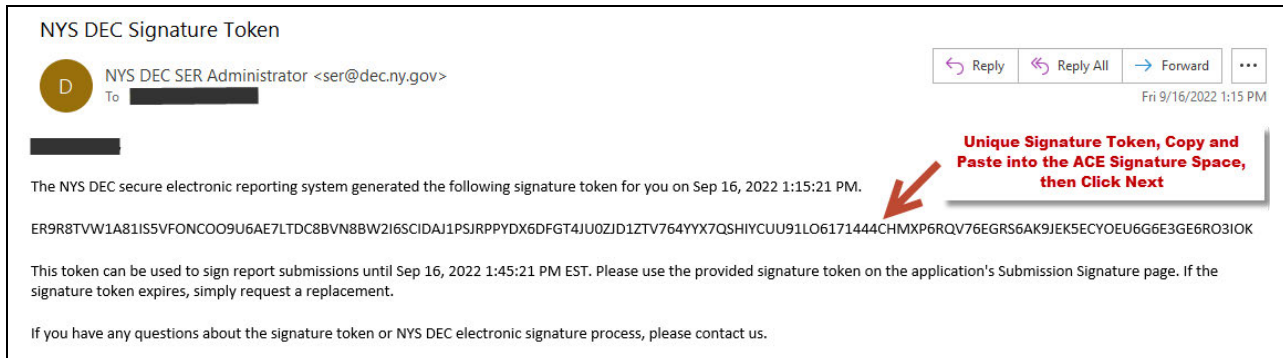 NYS DEC Signature Token
D
NYS DEC SER Administrator <ser@dec.ny.gov>
To
Reply
Reply All
Forward
...
Fri 9/16/2022 1:15 PM
Unique Signature Token, Copy and
Paste into the ACE Signature Space,
then Click Next
The NYS DEC secure electronic reporting system generated the following signature token for you on Sep 16, 2022 1:15:21 PM.
ER9R8TVW1A81IS5VFONCOO9U6AE7LTDC8BVN8BW2I6SCIDAJ1PSJRPPYDX6DFGT4JU0ZJD1ZTV764YYX7QSHIYCUU91LO6171444CHMXP6RQV76EGRS6AK9JEK5ECYOEU6G6E3GE6RO3IOK
This token can be used to sign report submissions until Sep 16, 2022 1:45:21 PM EST. Please use the provided signature token on the application's Submission Signature page. If the
signature token expires, simply request a replacement.
If you have any questions about the signature token or NYS DEC electronic signature process, please contact us.